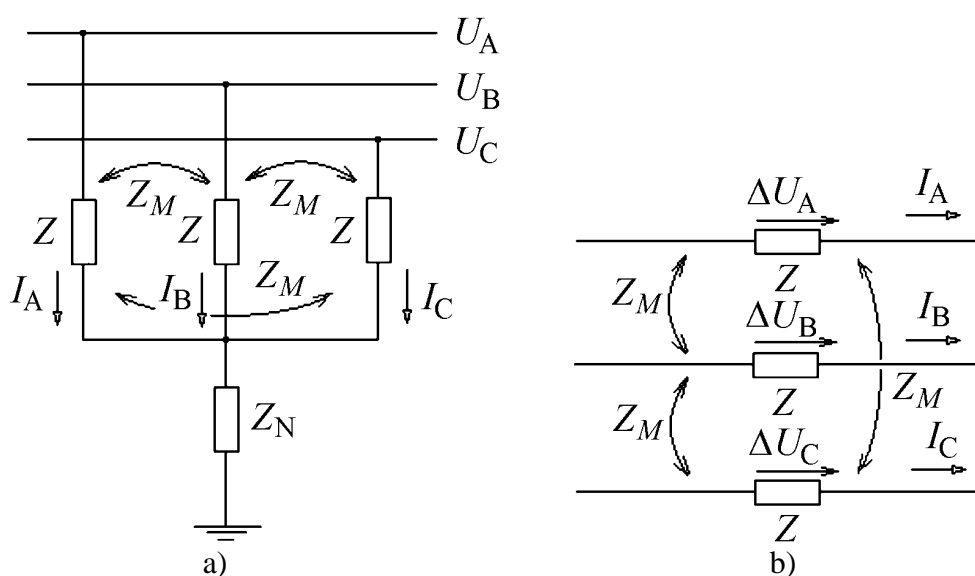 U_A
U_B
U_C
Z_M Z_M
Z Z Z
I_A I_B Z_M I_C
Z_N
a)
ΔU_A I_A
Z
Z_M
ΔU_B I_B
Z
Z_M Z_M
ΔU_C I_C
Z
b)